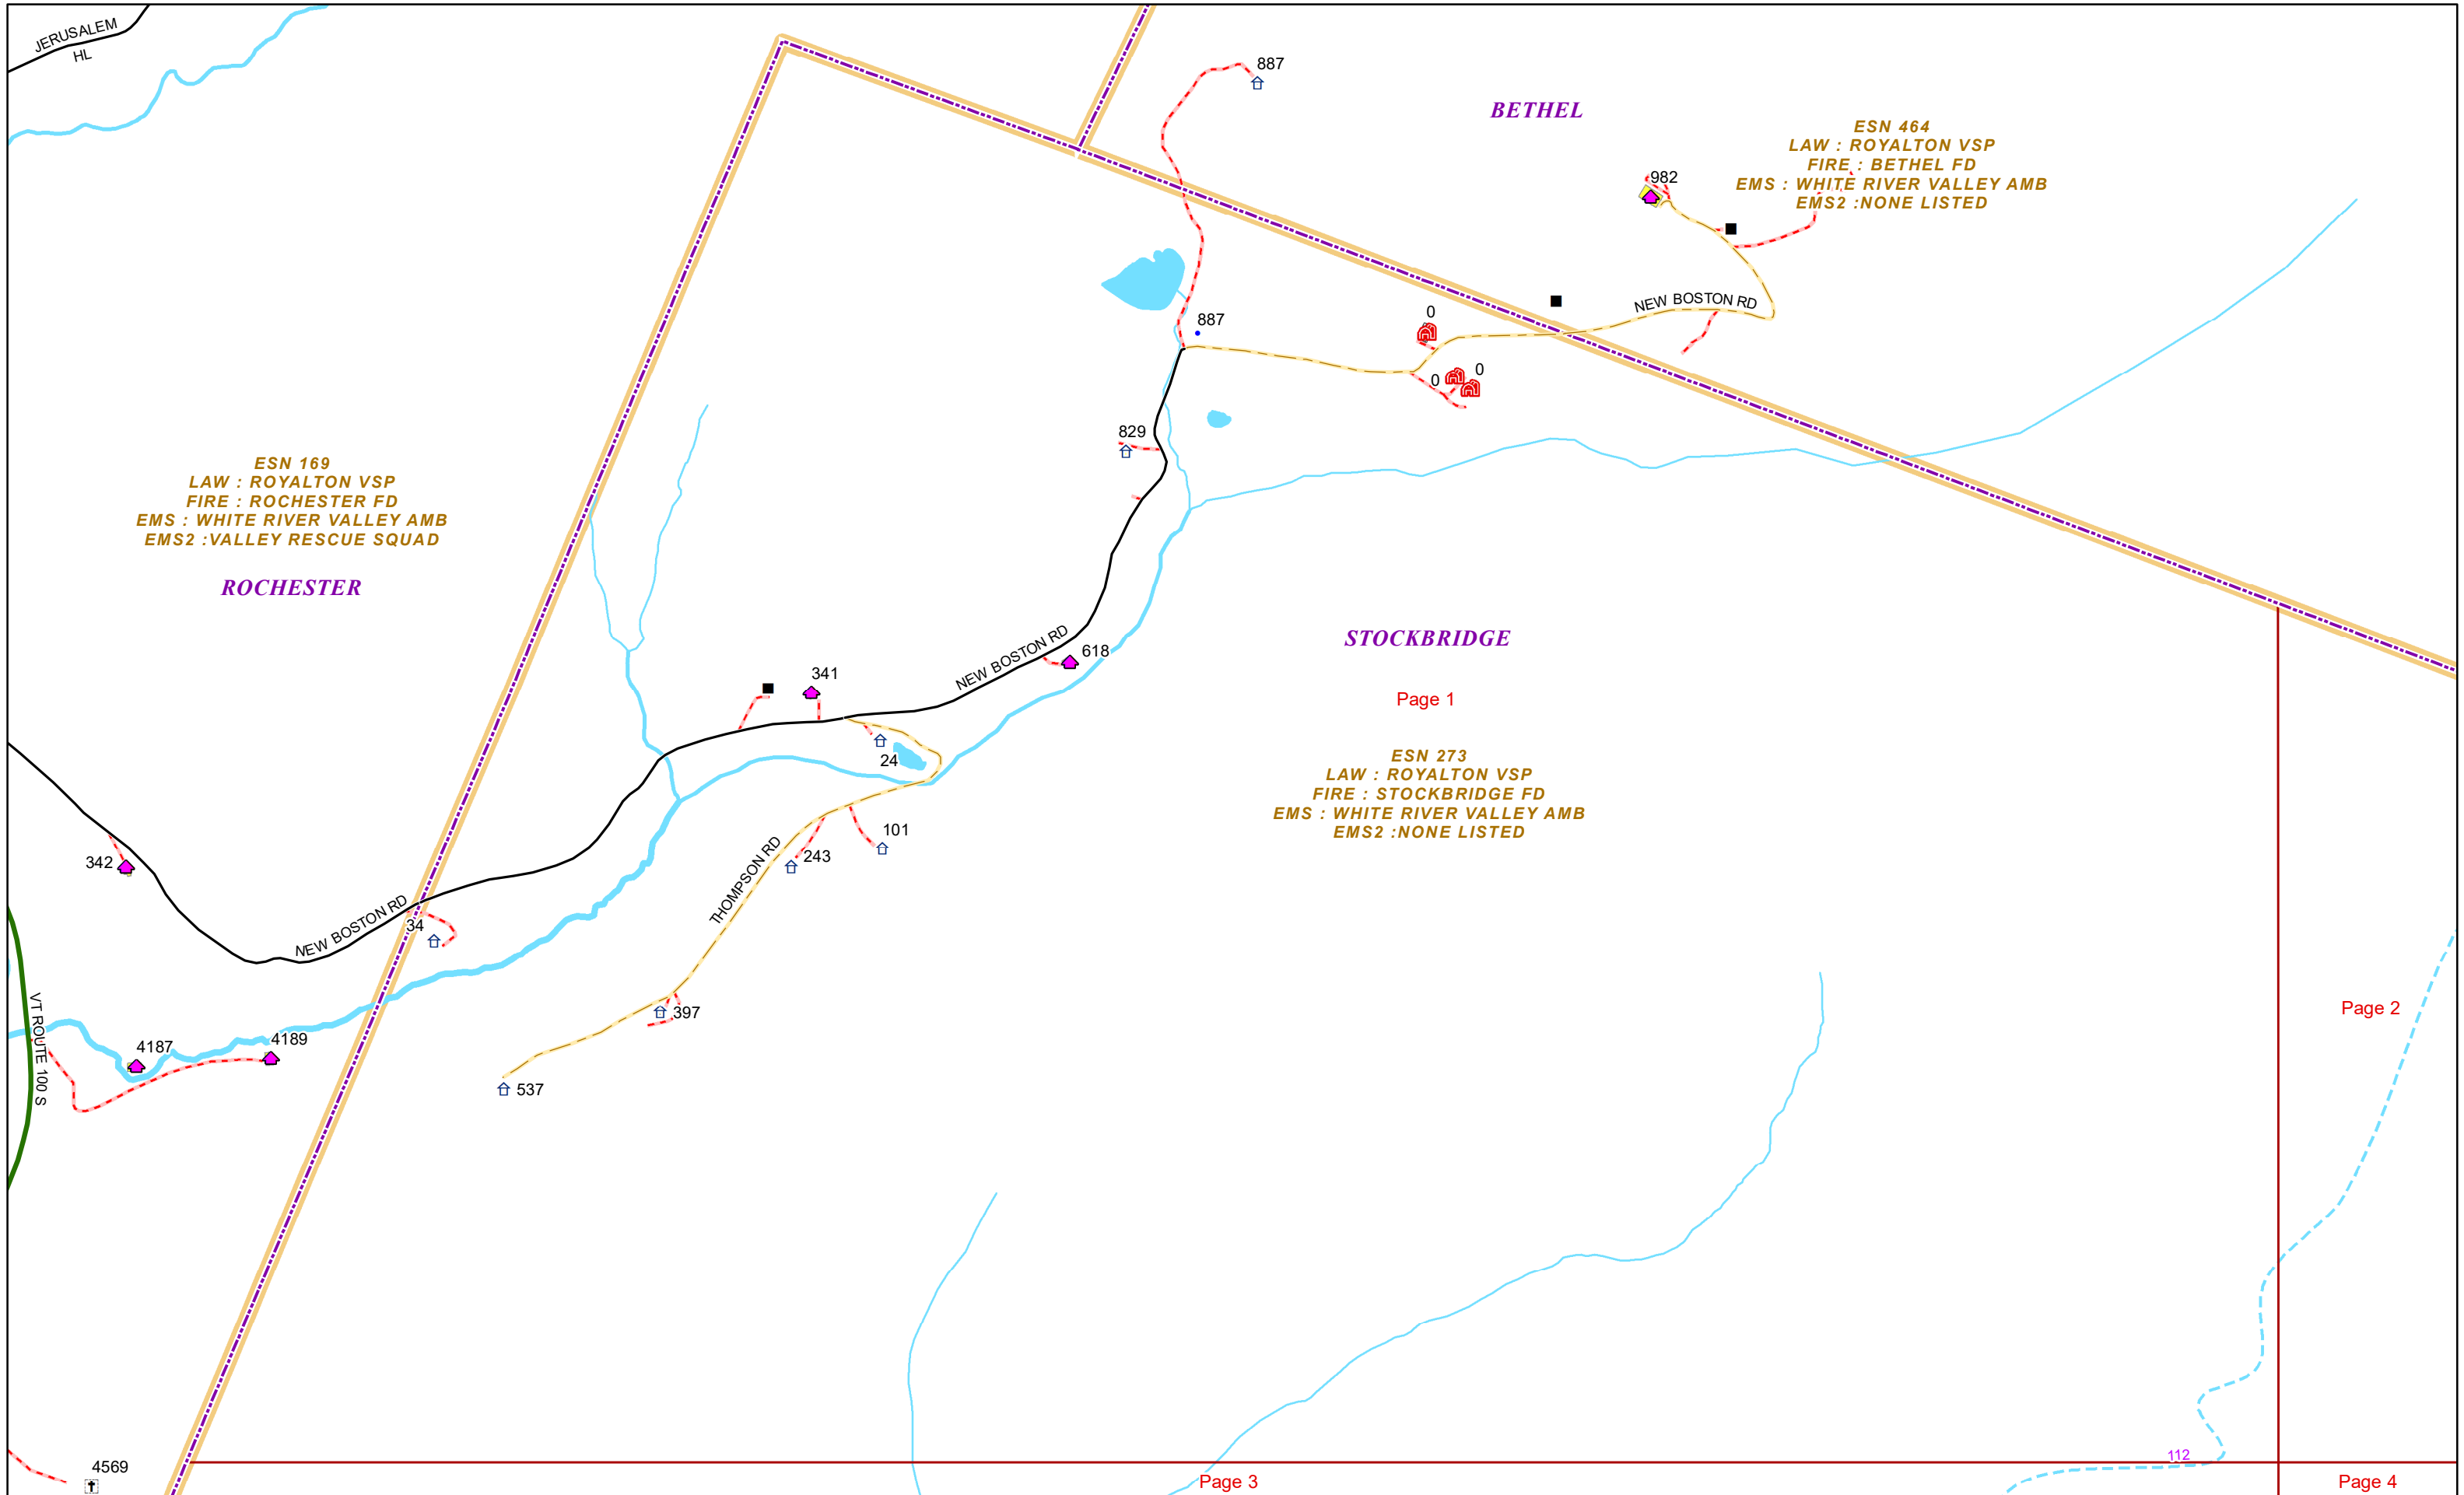 JERUSALEM
HL
887
BETHEL
ESN 464
LAW : ROYALTON VSP
FIRE : BETHEL FD
EMS : WHITE RIVER VALLEY AMB
EMS2 :NONE LISTED
982
NEW BOSTON RD
0
887
0
0
829
ESN 169
LAW : ROYALTON VSP
FIRE : ROCHESTER FD
EMS : WHITE RIVER VALLEY AMB
EMS2 :VALLEY RESCUE SQUAD
ROCHESTER
STOCKBRIDGE
NEW BOSTON RD
618
341
Page 1
24
ESN 273
LAW : ROYALTON VSP
FIRE : STOCKBRIDGE FD
EMS : WHITE RIVER VALLEY AMB
EMS2 :NONE LISTED
101
243
THOMPSON RD
342
NEW BOSTON RD
34
397
VT ROUTE 100 S
4187
4189
537
Page 2
112
4569
Page 3
Page 4